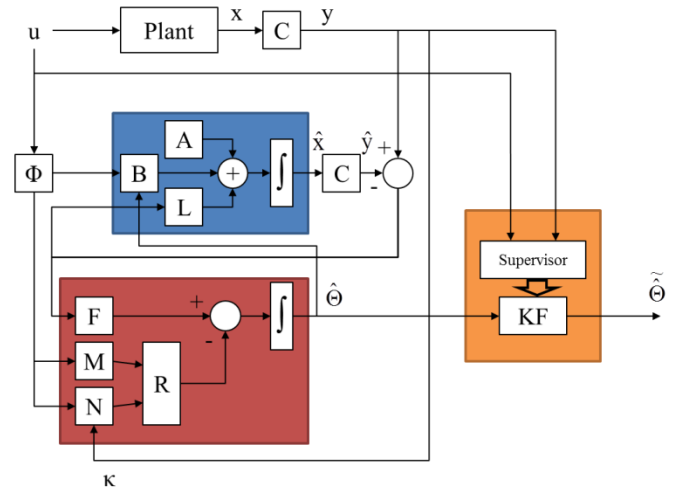 u
Plant
x
C
y
A
Φ
B
+
∫
x̂
C
ŷ
+
-
L
Supervisor
F
+
-
∫
Θ̂
KF
Θ̂̃
M
R
N
κ